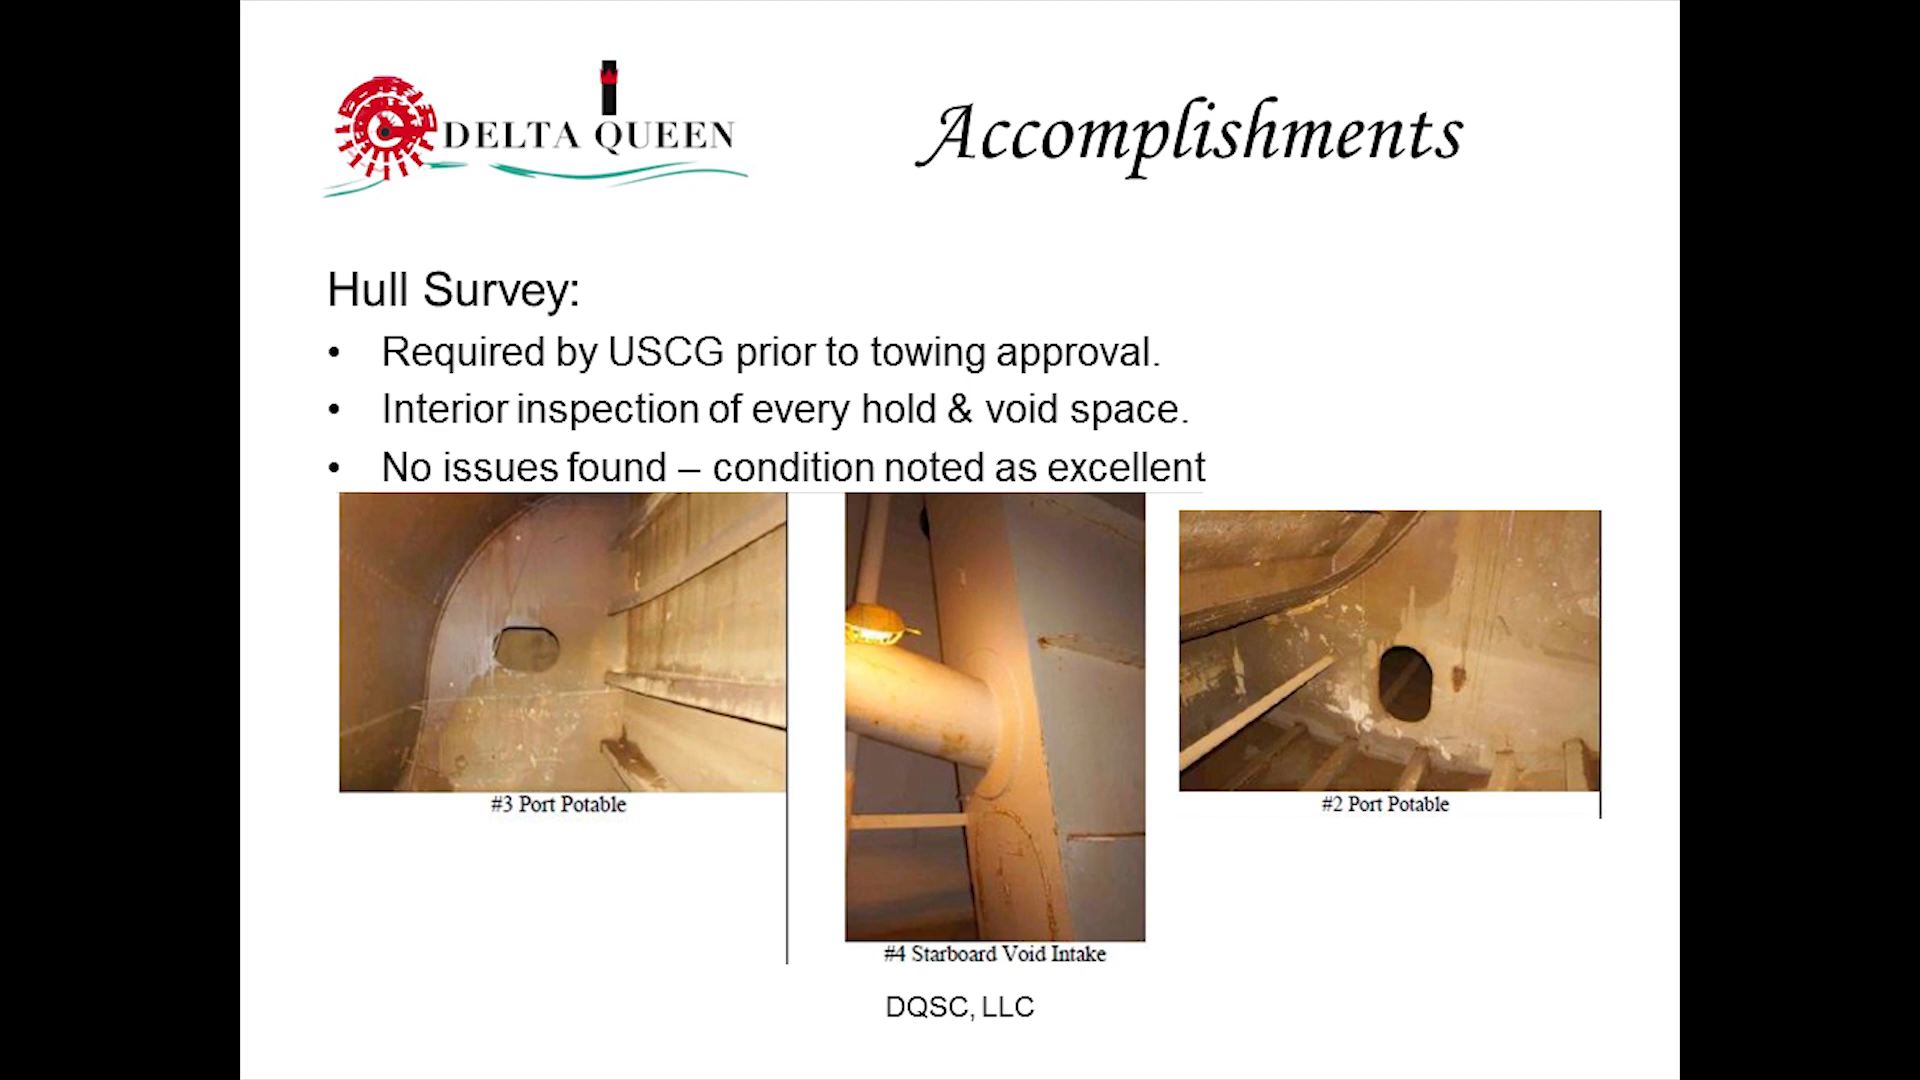 DELTA QUEEN
Accomplishments
Hull Survey:
• Required by USCG prior to towing approval.
• Interior inspection of every hold & void space.
• No issues found – condition noted as excellent
#3 Port Potable
#4 Starboard Void Intake
#2 Port Potable
DQSC, LLC